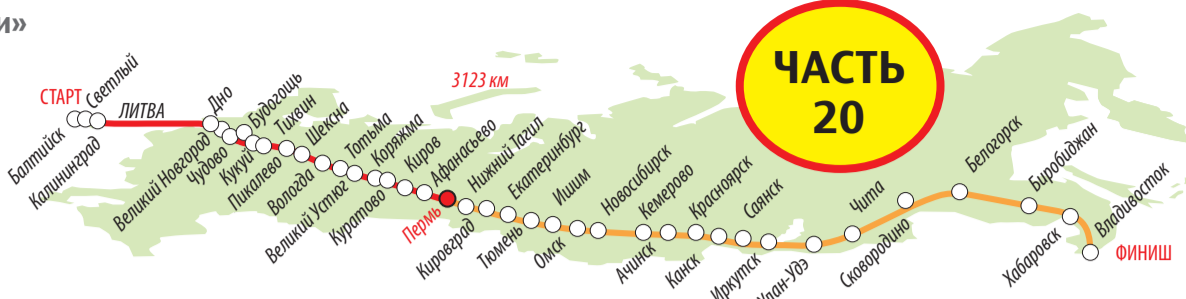 и»
СТАРТ
Светлый
ЛИТВА
Балтийск
Калининград
Дно
Великий Новгород
Чудово
Будогощь
Кукуй
Тихвин
Пикалево
Шексна
Вологда
Тотьма
Великий Устюг
Коряжма
Куратово
Киров
Афанасьево
Пермь
3123 км
Кировград
Нижний Тагил
Тюмень
Екатеринбург
Омск
Ишим
Новосибирск
Ачинск
Кемерово
Канск
Красноярск
Иркутск
Саянск
Улан-Удэ
Чита
Сковородино
Белогорск
Хабаровск
Биробиджан
Владивосток
ФИНИШ
ЧАСТЬ
20